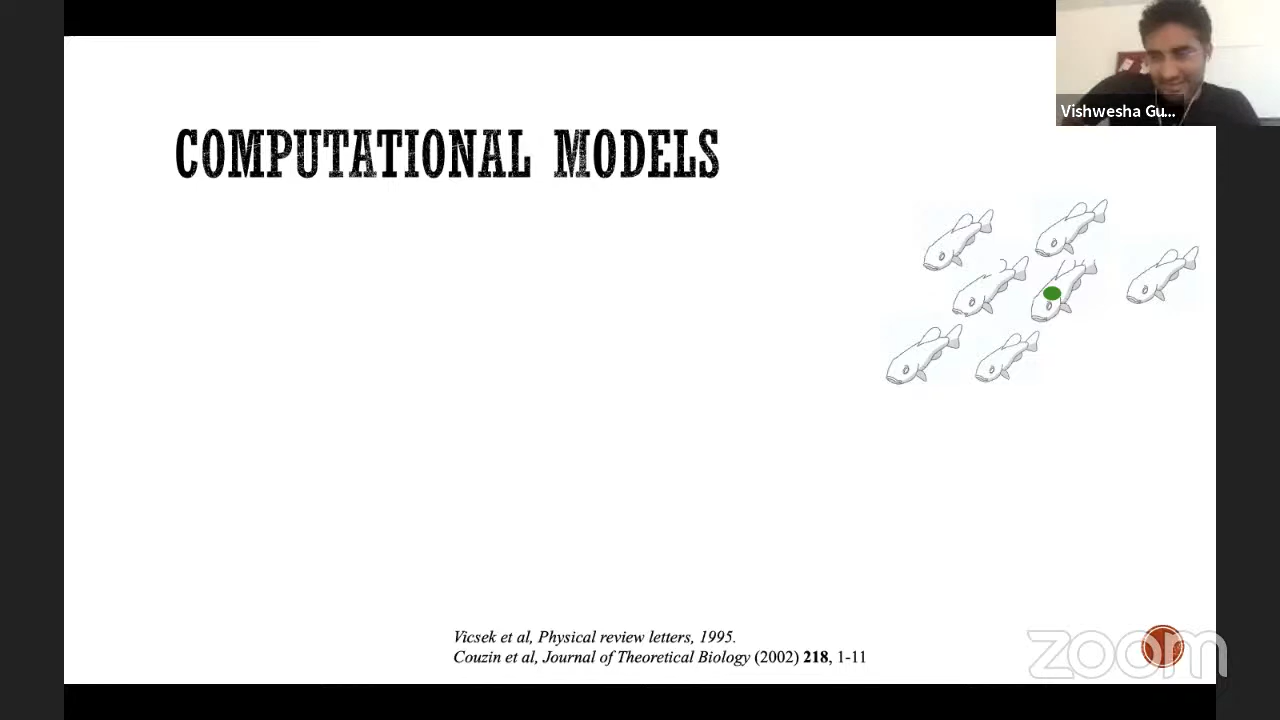 Vishwesha Gu...
COMPUTATIONAL MODELS
Vicsek et al, Physical review letters, 1995.
Couzin et al, Journal of Theoretical Biology (2002) 218, 1-11
zoom